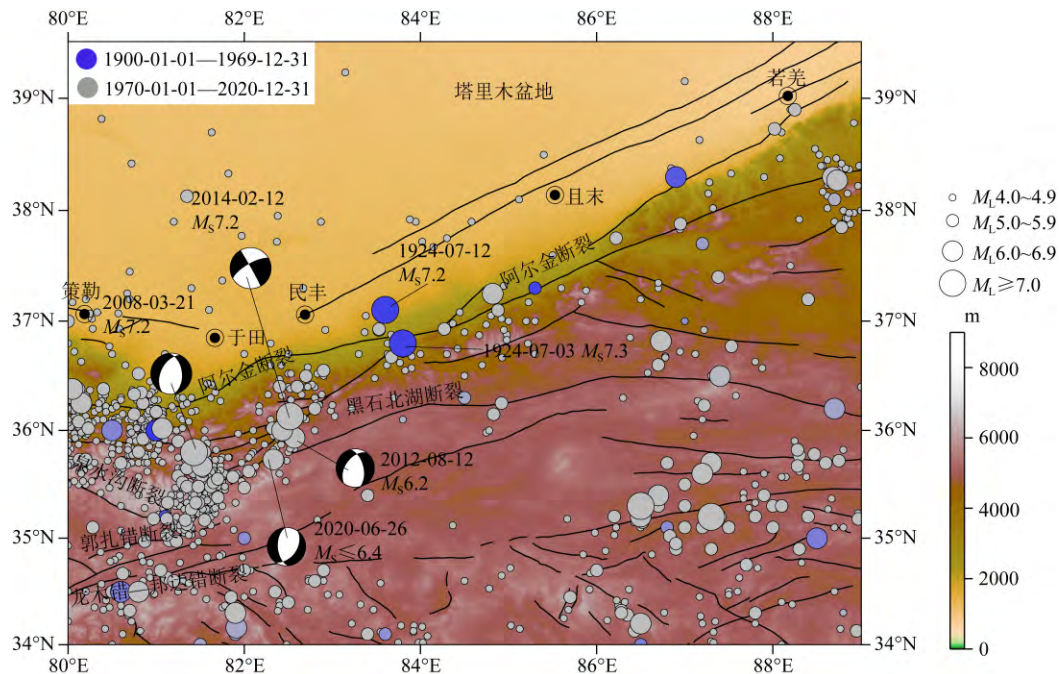 80°E 82°E 84°E 86°E 88°E
1900-01-01—1969-12-31
1970-01-01—2020-12-31
若羌
39°N 39°N
塔里木盆地
38°N 38°N
且末
2014-02-12
Ms7.2
1924-07-12
Ms7.2
阿尔金断裂
策勒
2008-03-21
Ms7.2
民丰
37°N 37°N
于田
1924-07-03 Ms7.3
阿尔金断裂
黑石北湖断裂
36°N 36°N
泉水沟断裂
2012-08-12
Ms6.2
35°N 35°N
郭扎错断裂
2020-06-26
Ms≤6.4
龙木错 邦达错断裂
34°N 34°N
80°E 82°E 84°E 86°E 88°E
ML4.0~4.9
ML5.0~5.9
ML6.0~6.9
ML≥7.0
m
8000
6000
4000
2000
0